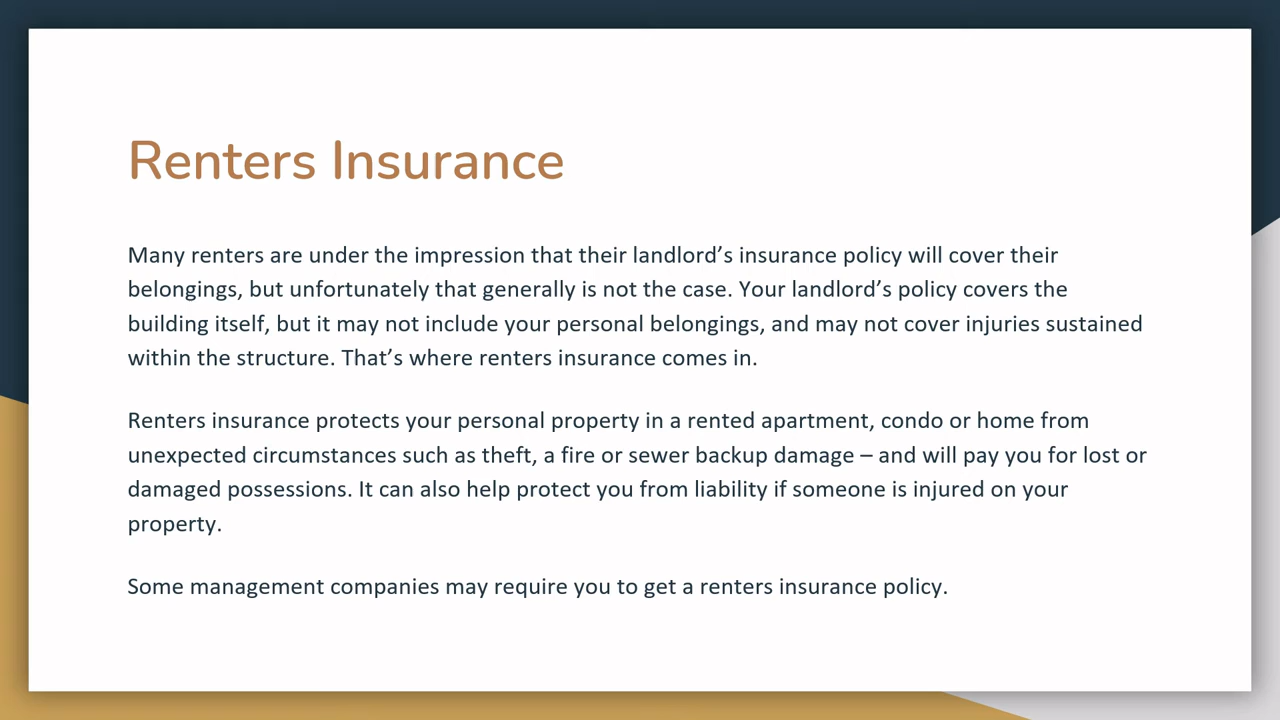 Renters Insurance
Many renters are under the impression that their landlord’s insurance policy will cover their
belongings, but unfortunately that generally is not the case. Your landlord’s policy covers the
building itself, but it may not include your personal belongings, and may not cover injuries sustained
within the structure. That’s where renters insurance comes in.
Renters insurance protects your personal property in a rented apartment, condo or home from
unexpected circumstances such as theft, a fire or sewer backup damage – and will pay you for lost or
damaged possessions. It can also help protect you from liability if someone is injured on your
property.
Some management companies may require you to get a renters insurance policy.